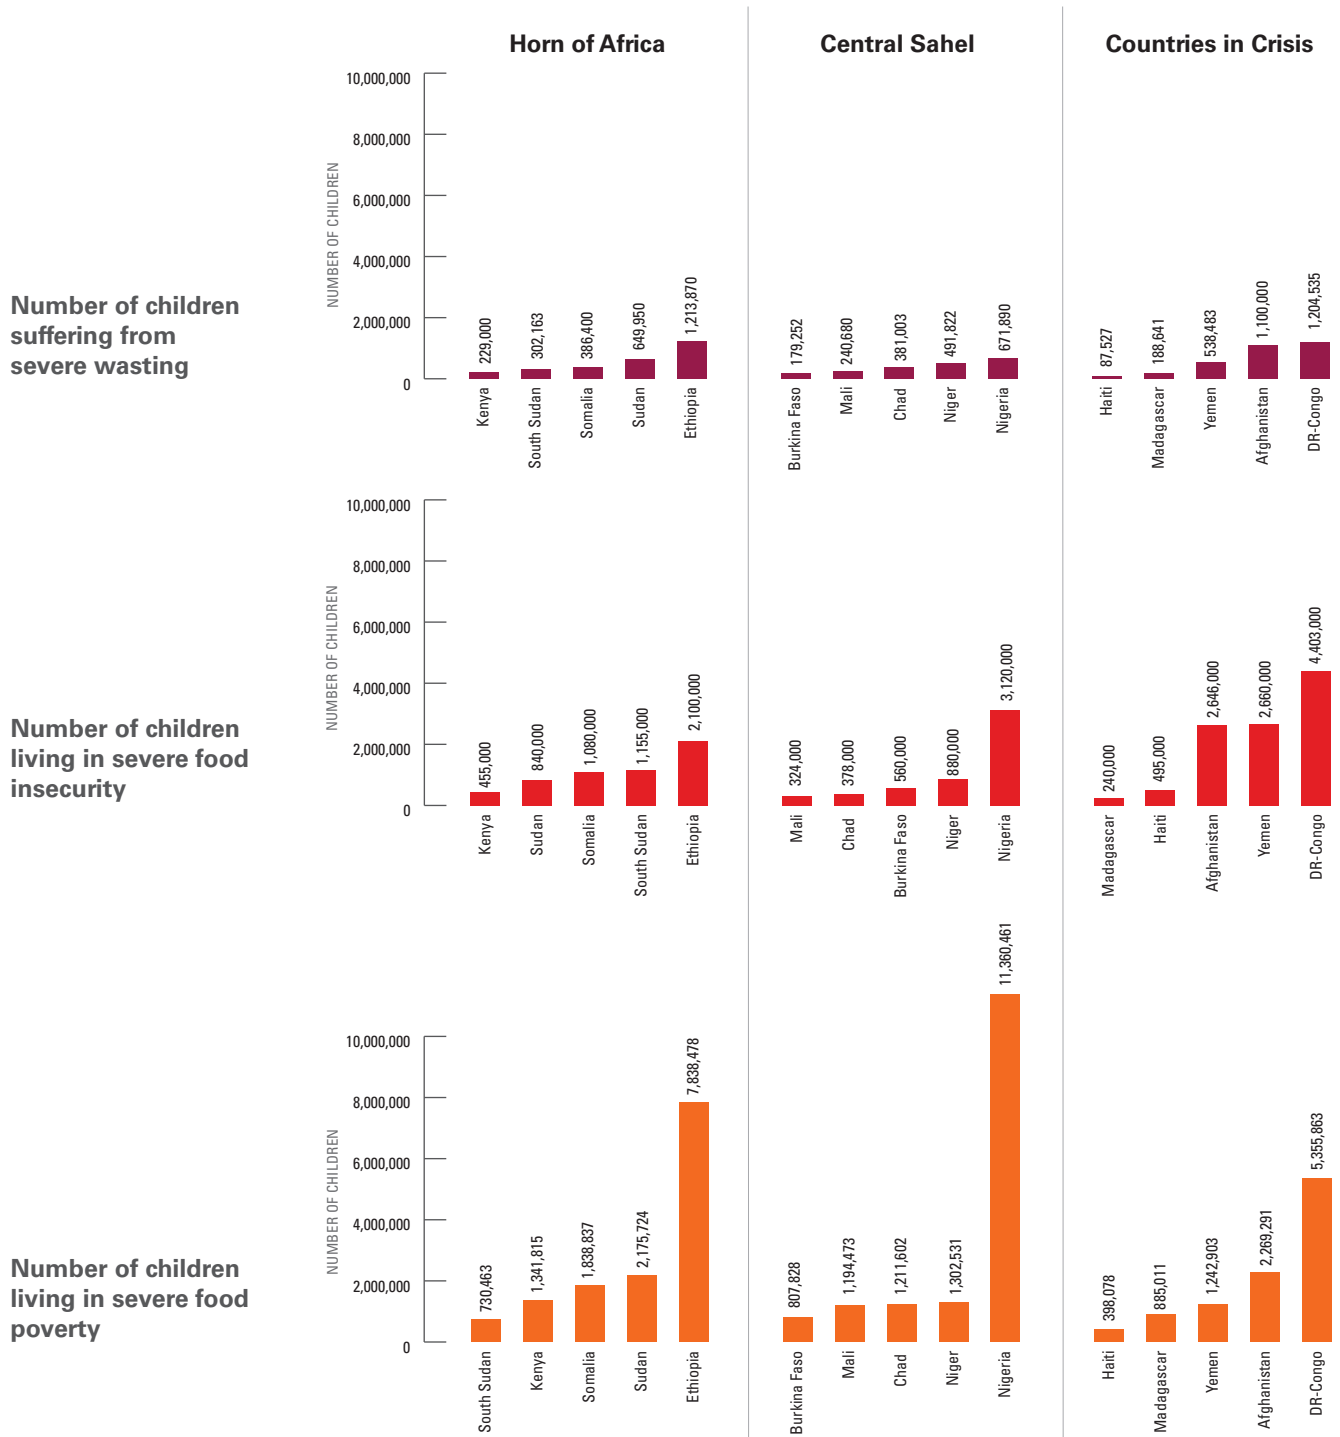 Horn of Africa
Central Sahel
Countries in Crisis
Number of children
suffering from
severe wasting
NUMBER OF CHILDREN
10,000,000
8,000,000
6,000,000
4,000,000
2,000,000
0
229,000
302,163
386,400
649,950
1,213,870
Kenya
South Sudan
Somalia
Sudan
Ethiopia
179,252
240,680
381,003
491,822
671,890
Burkina Faso
Mali
Chad
Niger
Nigeria
87,527
188,641
538,483
1,100,000
1,204,535
Haiti
Madagascar
Yemen
Afghanistan
DR-Congo
Number of children
living in severe food
insecurity
NUMBER OF CHILDREN
10,000,000
8,000,000
6,000,000
4,000,000
2,000,000
0
455,000
840,000
1,080,000
1,155,000
2,100,000
Kenya
Sudan
Somalia
South Sudan
Ethiopia
324,000
378,000
560,000
880,000
3,120,000
Mali
Chad
Burkina Faso
Niger
Nigeria
240,000
495,000
2,646,000
2,660,000
4,403,000
Madagascar
Haiti
Afghanistan
Yemen
DR-Congo
Number of children
living in severe food
poverty
NUMBER OF CHILDREN
10,000,000
8,000,000
6,000,000
4,000,000
2,000,000
0
730,463
1,341,815
1,838,837
2,175,724
7,838,478
South Sudan
Kenya
Somalia
Sudan
Ethiopia
807,828
1,194,473
1,211,602
1,302,531
11,360,461
Burkina Faso
Mali
Chad
Niger
Nigeria
398,078
885,011
1,242,903
2,269,291
5,355,863
Haiti
Madagascar
Yemen
Afghanistan
DR-Congo